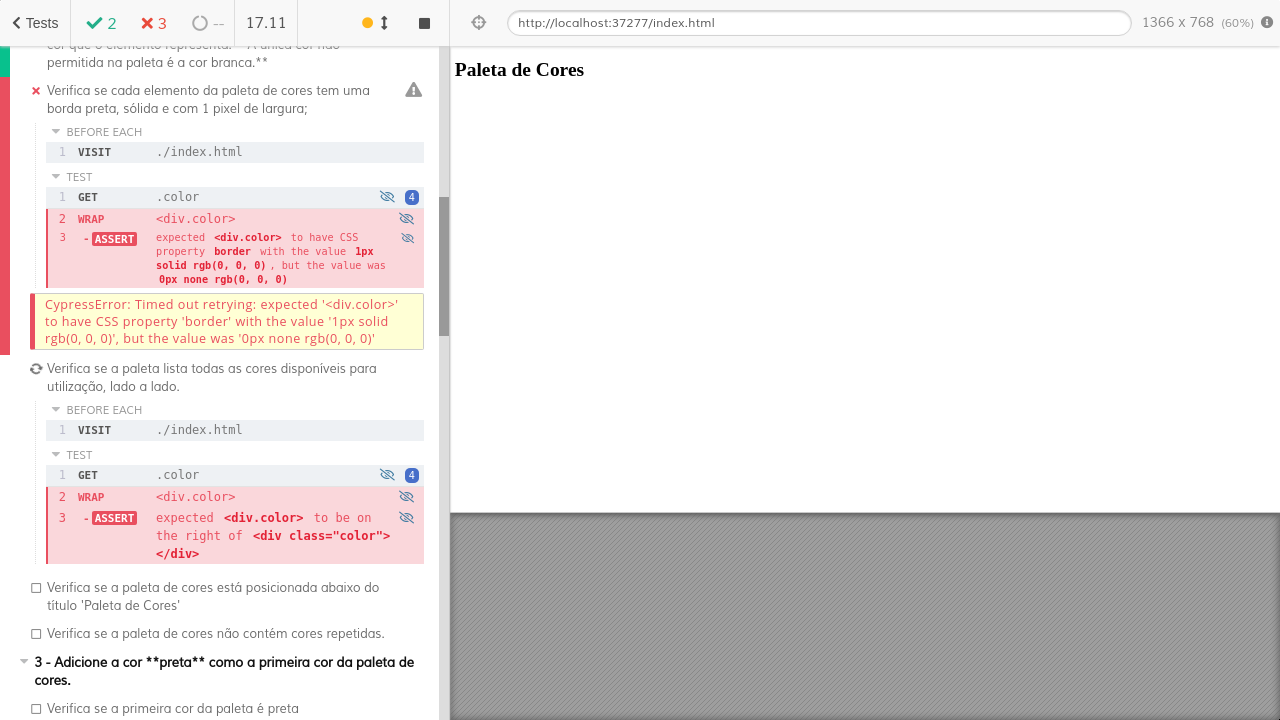 Tests
2
3
--
17.11
http://localhost:37277/index.html
1366 x 768 (60%)
cor que o elemento representa. **A única cor não
permitida na paleta é a cor branca.**
Verifica se cada elemento da paleta de cores tem uma
borda preta, sólida e com 1 pixel de largura;
BEFORE EACH
1 VISIT ./index.html
TEST
1 GET .color 4
2 WRAP <div.color>
3 - ASSERT expected <div.color> to have CSS
property border with the value 1px
solid rgb(0, 0, 0), but the value was
0px none rgb(0, 0, 0)
CypressError: Timed out retrying: expected '<div.color>'
to have CSS property 'border' with the value '1px solid
rgb(0, 0, 0)', but the value was '0px none rgb(0, 0, 0)'
Verifica se a paleta lista todas as cores disponíveis para
utilização, lado a lado.
BEFORE EACH
1 VISIT ./index.html
TEST
1 GET .color 4
2 WRAP <div.color>
3 - ASSERT expected <div.color> to be on
the right of <div class="color">
</div>
Verifica se a paleta de cores está posicionada abaixo do
título 'Paleta de Cores'
Verifica se a paleta de cores não contém cores repetidas.
3 - Adicione a cor **preta** como a primeira cor da paleta de
cores.
Verifica se a primeira cor da paleta é preta
Paleta de Cores